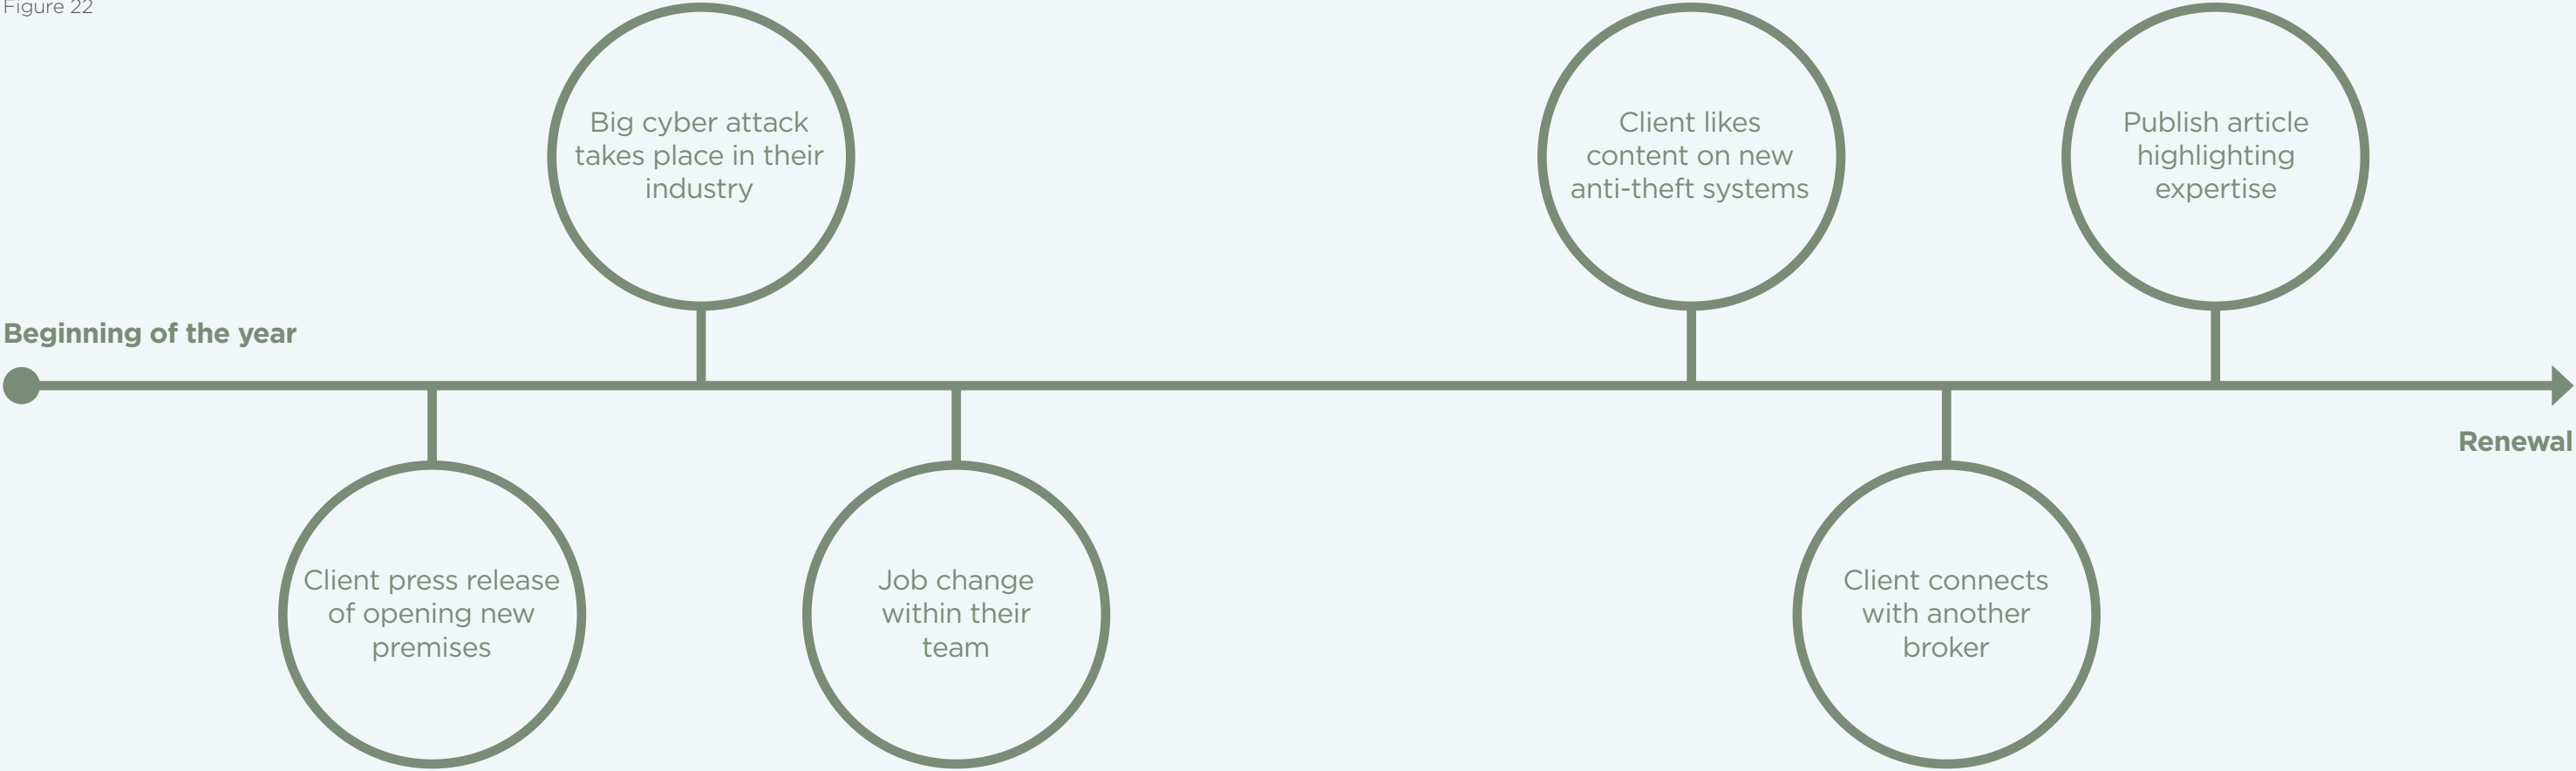 Figure 22
Big cyber attack
takes place in their
industry
Client likes
content on new
anti-theft systems
Publish article
highlighting
expertise
Beginning of the year
Renewal
Client press release
of opening new
premises
Job change
within their
team
Client connects
with another
broker